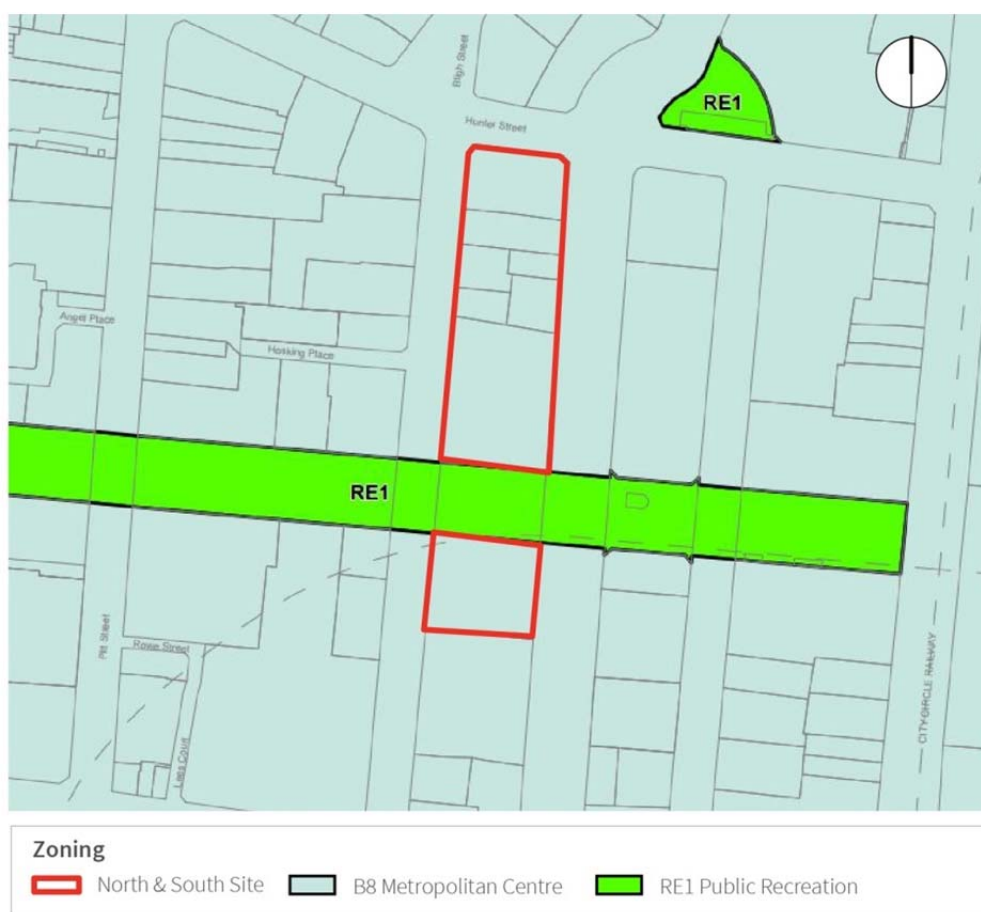 Bligh Street
RE1
Hunter Street
Angel Place
Hosking Place
RE1
Pitt Street
Rowe Street
Lees Court
CITY CIRCLE RAILWAY
Zoning
North & South Site
B8 Metropolitan Centre
RE1 Public Recreation